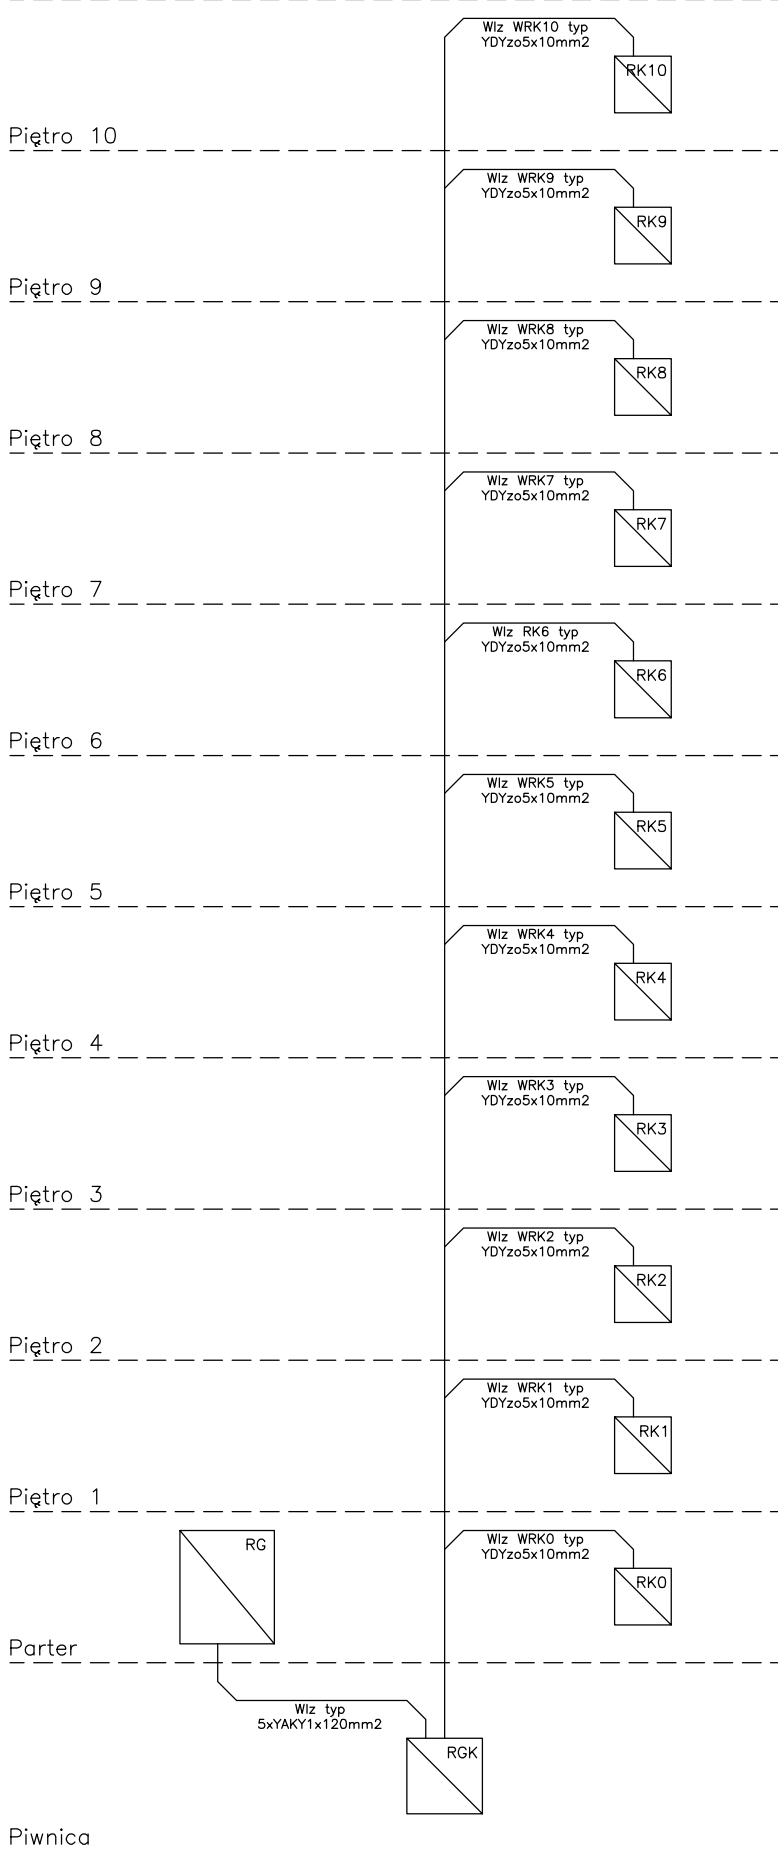 Wlz WRK10 typ
YDYzo5x10mm2
RK10
Piętro 10
Wlz WRK9 typ
YDYzo5x10mm2
RK9
Piętro 9
Wlz WRK8 typ
YDYzo5x10mm2
RK8
Piętro 8
Wlz WRK7 typ
YDYzo5x10mm2
RK7
Piętro 7
Wlz RK6 typ
YDYzo5x10mm2
RK6
Piętro 6
Wlz WRK5 typ
YDYzo5x10mm2
RK5
Piętro 5
Wlz WRK4 typ
YDYzo5x10mm2
RK4
Piętro 4
Wlz WRK3 typ
YDYzo5x10mm2
RK3
Piętro 3
Wlz WRK2 typ
YDYzo5x10mm2
RK2
Piętro 2
Wlz WRK1 typ
YDYzo5x10mm2
RK1
Piętro 1
RG
Wlz WRK0 typ
YDYzo5x10mm2
RK0
Parter
Wlz typ
5xYAKY1x120mm2
RGK
Piwnica